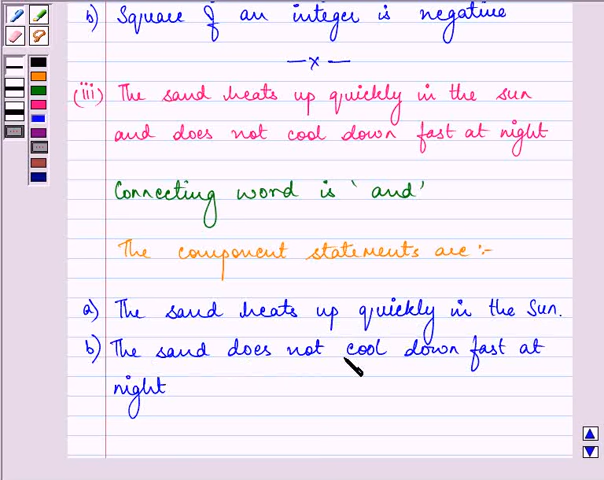 b) Square of an integer is negative
—x—
(iii) The sand heats up quickly in the sun
and does not cool down fast at night
Connecting word is 'and'
The component statements are :-
a) The sand heats up quickly in the Sun.
b) The sand does not cool down fast at
night